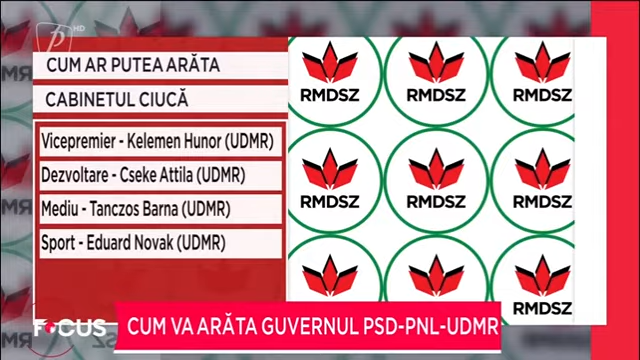 HD
CUM AR PUTEA ARĂTA
CABINETUL CIUCĂ
Vicepremier - Kelemen Hunor (UDMR)
Dezvoltare - Cseke Attila (UDMR)
Mediu - Tanczos Barna (UDMR)
Sport - Eduard Novak (UDMR)
RMDSZ RMDSZ RMDSZ
RMDSZ RMDSZ RMDSZ
RMDSZ RMDSZ RMDSZ
FOCUS
CUM VA ARĂTA GUVERNUL PSD-PNL-UDMR